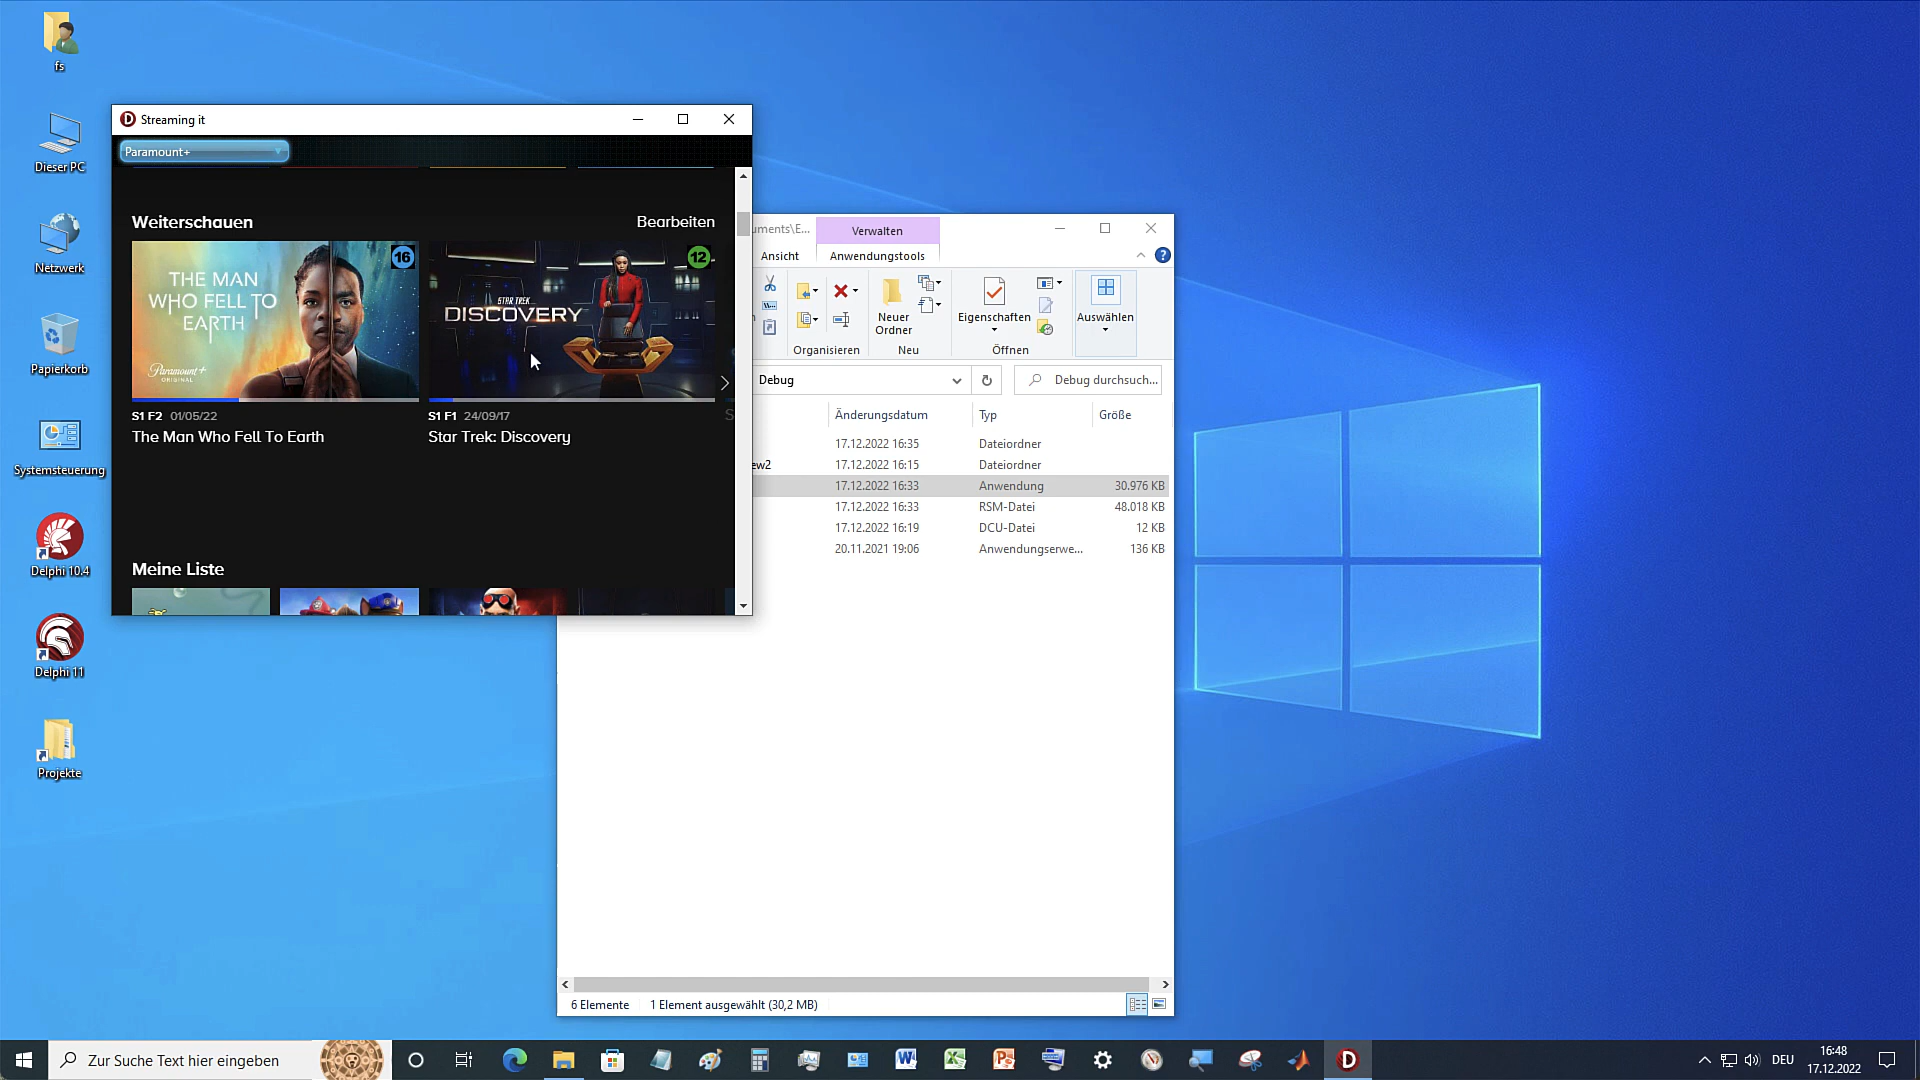 fs
Dieser PC
Netzwerk
Papierkorb
Systemsteuerung
Delphi 10.4
Delphi 11
Projekte
Streaming it
Paramount+
Weiterschauen
Bearbeiten
THE MAN
WHO FELL TO
EARTH
Paramount+
ORIGINAL
16
STAR TREK
DISCOVERY
12
S1 F2 01/05/22
The Man Who Fell To Earth
S1 F1 24/09/17
Star Trek: Discovery
S
Meine Liste
uments\E...
Verwalten
Ansicht
Anwendungstools
Neuer
Ordner
Eigenschaften
Auswählen
Organisieren
Neu
Öffnen
Debug
Debug durchsuch...
Änderungsdatum Typ Größe
17.12.2022 16:35 Dateiordner
ew2 17.12.2022 16:15 Dateiordner
17.12.2022 16:33 Anwendung 30.976 KB
17.12.2022 16:33 RSM-Datei 48.018 KB
17.12.2022 16:19 DCU-Datei 12 KB
20.11.2021 19:06 Anwendungserwe... 136 KB
6 Elemente 1 Element ausgewählt (30,2 MB)
Zur Suche Text hier eingeben
DEU
16:48
17.12.2022